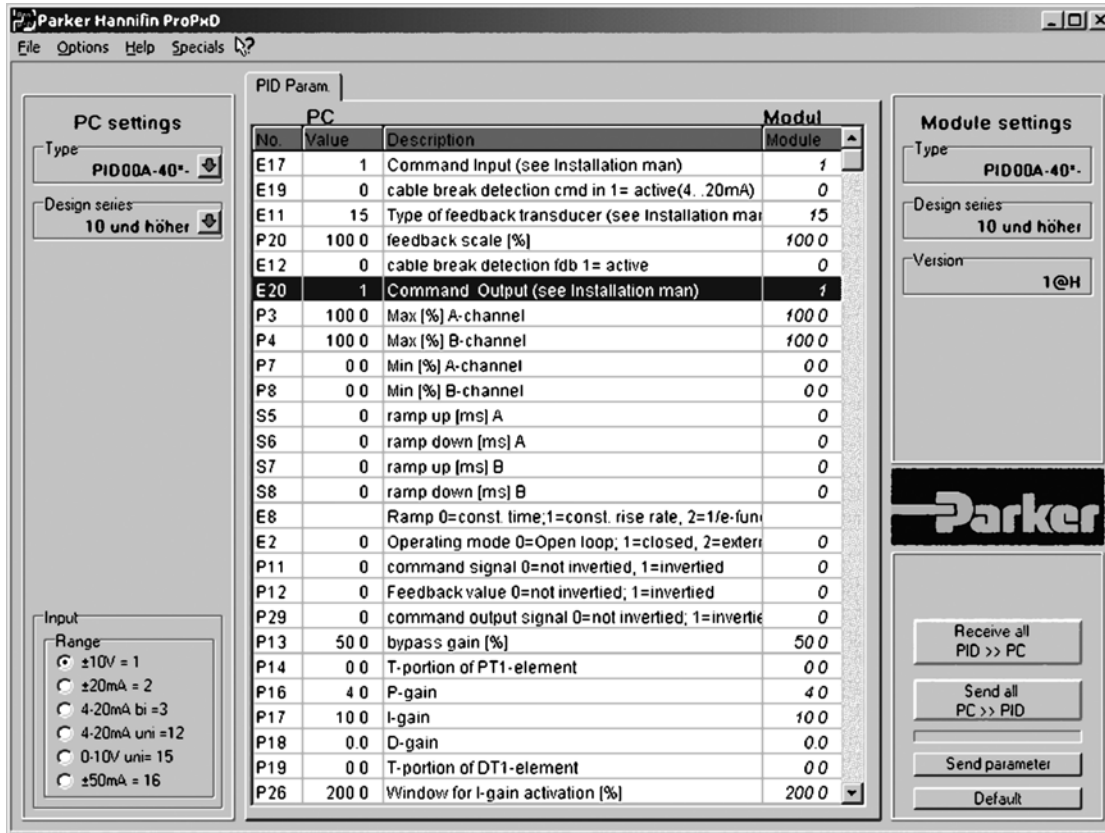 Parker Hannifin ProPxD
File Options Help Specials
PC settings
Type
PID00A-40*-
Design series
10 und höher
Input
Range
±10V = 1
±20mA = 2
4-20mA bi =3
4-20mA uni =12
0-10V uni= 15
±50mA = 16
PID Param.
PC Modul
No. Value Description Module
E17 1 Command Input (see Installation man) 1
E19 0 cable break detection cmd in 1= active(4. .20mA) 0
E11 15 Type of feedback transducer (see Installation mar 15
P20 100 0 feedback scale [%] 100 0
E12 0 cable break detection fdb 1= active 0
E20 1 Command Output (see Installation man) 1
P3 100 0 Max [%] A-channel 100 0
P4 100 0 Max [%] B-channel 100 0
P7 0 0 Min [%] A-channel 0 0
P8 0 0 Min [%] B-channel 0 0
S5 0 ramp up [ms] A 0
S6 0 ramp down [ms] A 0
S7 0 ramp up [ms] B 0
S8 0 ramp down [ms] B 0
E8 Ramp 0=const. time;1=const. rise rate, 2=1/e-fun
E2 0 Operating mode 0=Open loop; 1=closed, 2=extern 0
P11 0 command signal 0=not invertied, 1=invertied 0
P12 0 Feedback value 0=not invertied; 1=invertied 0
P29 0 command output signal 0=not invertied; 1=invertie 0
P13 50 0 bypass gain [%] 50 0
P14 0 0 T-portion of PT1-element 0 0
P16 4 0 P-gain 4 0
P17 10 0 I-gain 10 0
P18 0.0 D-gain 0.0
P19 0 0 T-portion of DT1-element 0 0
P26 200 0 Window for I-gain activation [%] 200 0
Module settings
Type
PID00A-40*-
Design series
10 und höher
Version
1@H
Parker
Receive all
PID >> PC
Send all
PC >> PID
Send parameter
Default